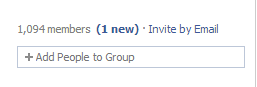 1,094 members (1 new) · Invite by Email
+ Add People to Group